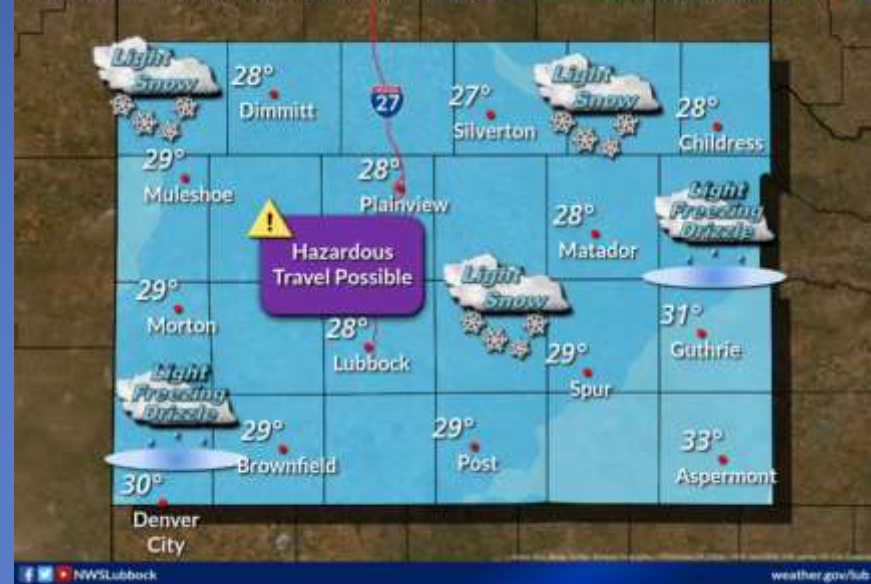 Light
Snow
28°
Dimmitt
27
27°
Silverton
Light
Snow
28°
Childress
29°
Muleshoe
28°
Plainview
Hazardous
Travel Possible
28°
Matador
Light
Freezing
Drizzle
29°
Morton
28°
Lubbock
Light
Snow
29°
Spur
31°
Guthrie
Light
Freezing
Drizzle
30°
Denver
City
29°
Brownfield
29°
Post
33°
Aspermont
NWSLubbock
weather.gov/lub